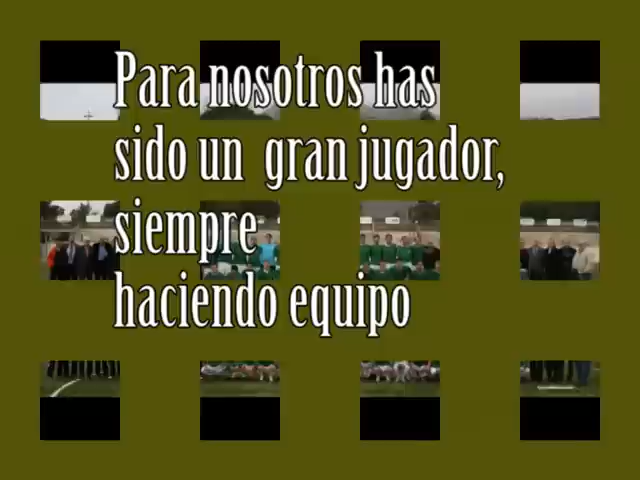 Para nosotros has
sido un gran jugador,
siempre
haciendo equipo